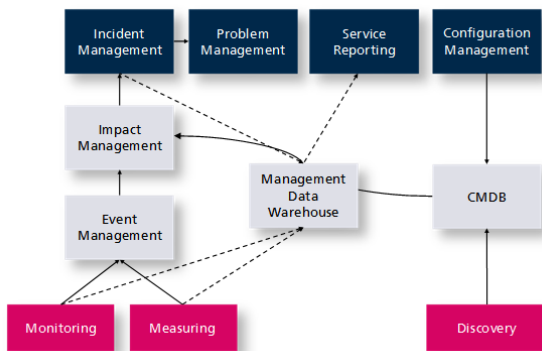 Incident
Management
Problem
Management
Service
Reporting
Configuration
Management
Impact
Management
Management
Data
Warehouse
CMDB
Event
Management
Monitoring
Measuring
Discovery